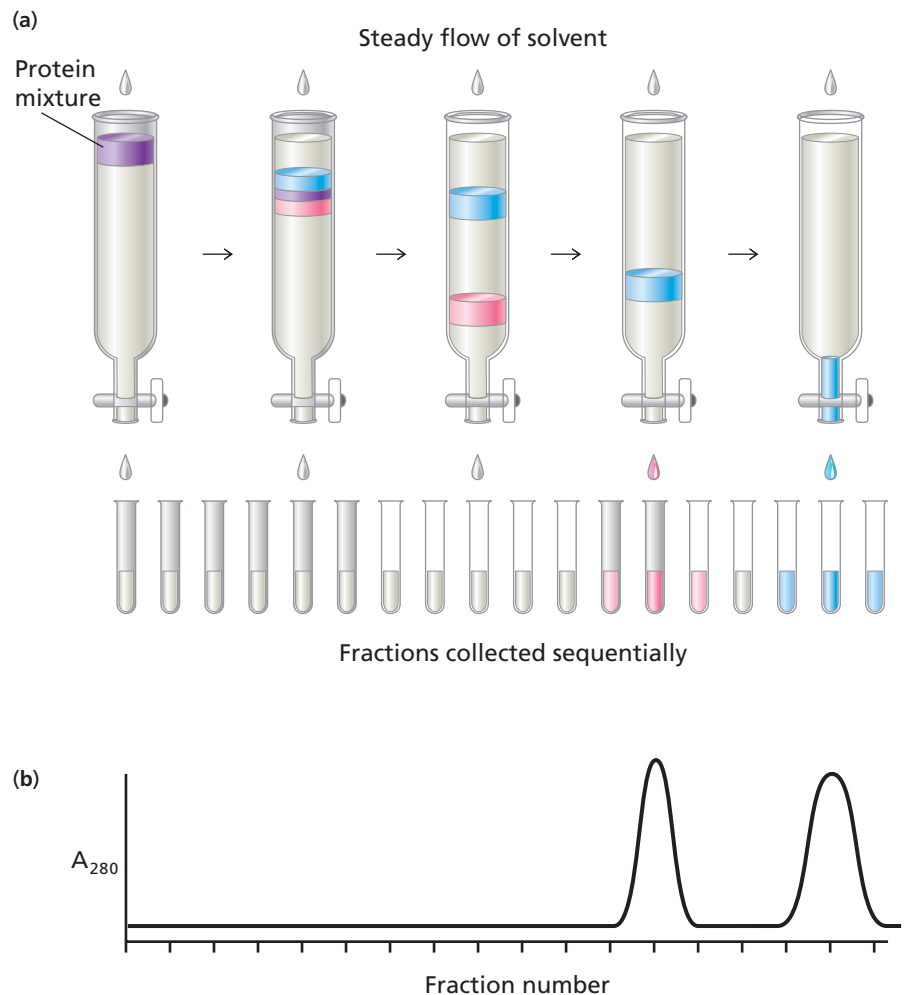 (a)
Steady flow of solvent
Protein
mixture
Fractions collected sequentially
(b)
A280
Fraction number